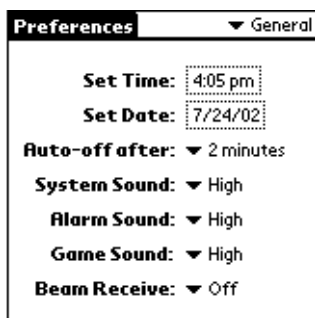 Preferences ▼ General
Set Time: 4:05 pm
Set Date: 7/24/02
Auto-off after: ▼ 2 minutes
System Sound: ▼ High
Alarm Sound: ▼ High
Game Sound: ▼ High
Beam Receive: ▼ Off